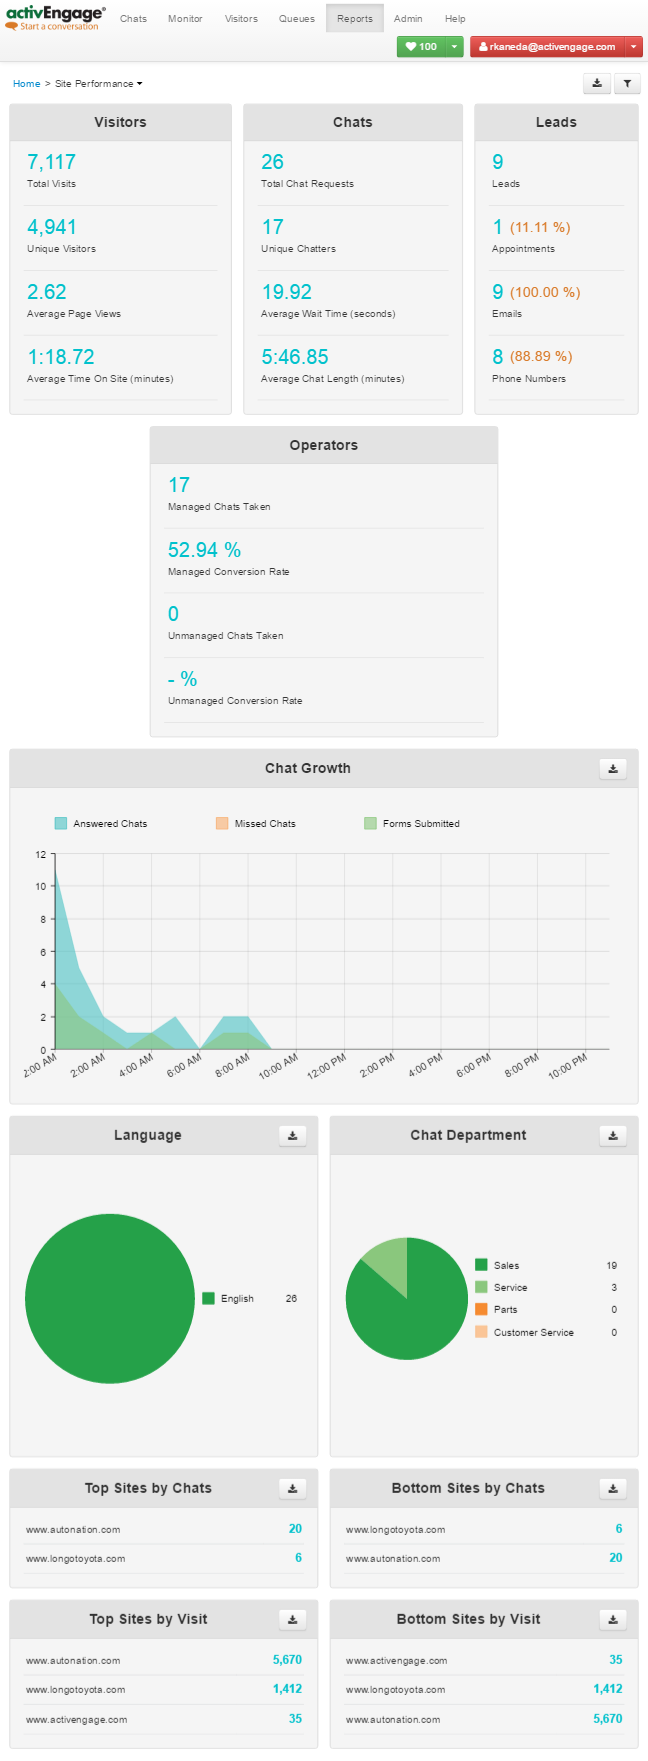 activEngage®
Start a conversation
Chats Monitor Visitors Queues Reports Admin Help
100 rkaneda@activengage.com
Home > Site Performance
Visitors
7,117
Total Visits
4,941
Unique Visitors
2.62
Average Page Views
1:18.72
Average Time On Site (minutes)
Chats
26
Total Chat Requests
17
Unique Chatters
19.92
Average Wait Time (seconds)
5:46.85
Average Chat Length (minutes)
Leads
9
Leads
1 (11.11 %)
Appointments
9 (100.00 %)
Emails
8 (88.89 %)
Phone Numbers
Operators
17
Managed Chats Taken
52.94 %
Managed Conversion Rate
0
Unmanaged Chats Taken
- %
Unmanaged Conversion Rate
Chat Growth
Answered Chats Missed Chats Forms Submitted
12
10
8
6
4
2
0
2:00 AM 2:00 AM 4:00 AM 6:00 AM 8:00 AM 10:00 AM 12:00 PM 2:00 PM 4:00 PM 6:00 PM 8:00 PM 10:00 PM
Language
English 26
Chat Department
Sales 19
Service 3
Parts 0
Customer Service 0
Top Sites by Chats
www.autonation.com 20
www.longotoyota.com 6
Bottom Sites by Chats
www.longotoyota.com 6
www.autonation.com 20
Top Sites by Visit
www.autonation.com 5,670
www.longotoyota.com 1,412
www.activengage.com 35
Bottom Sites by Visit
www.activengage.com 35
www.longotoyota.com 1,412
www.autonation.com 5,670